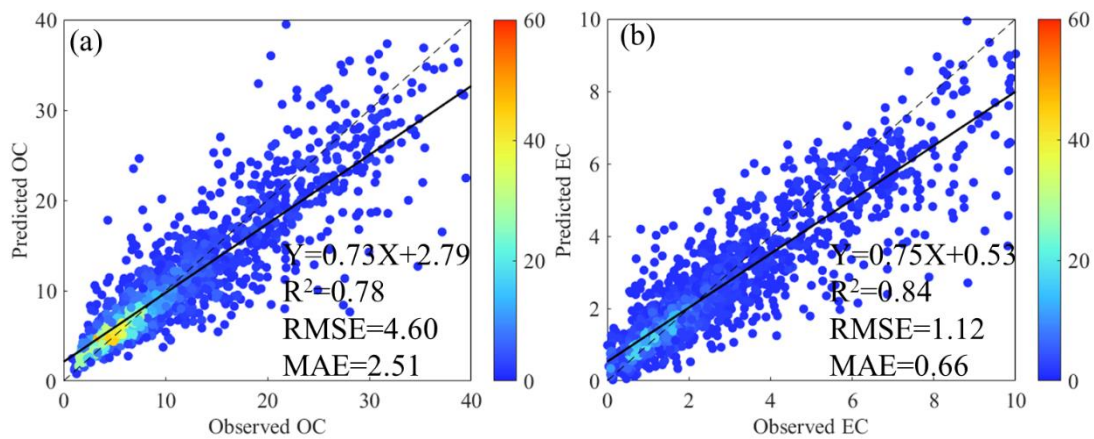 (a)
40
30
20
10
0
0
10
20
30
40
Predicted OC
Observed OC
Y=0.73X+2.79
R²=0.78
RMSE=4.60
MAE=2.51
60
40
20
0
(b)
10
8
6
4
2
0
0
2
4
6
8
10
Predicted EC
Observed EC
Y=0.75X+0.53
R²=0.84
RMSE=1.12
MAE=0.66
60
40
20
0